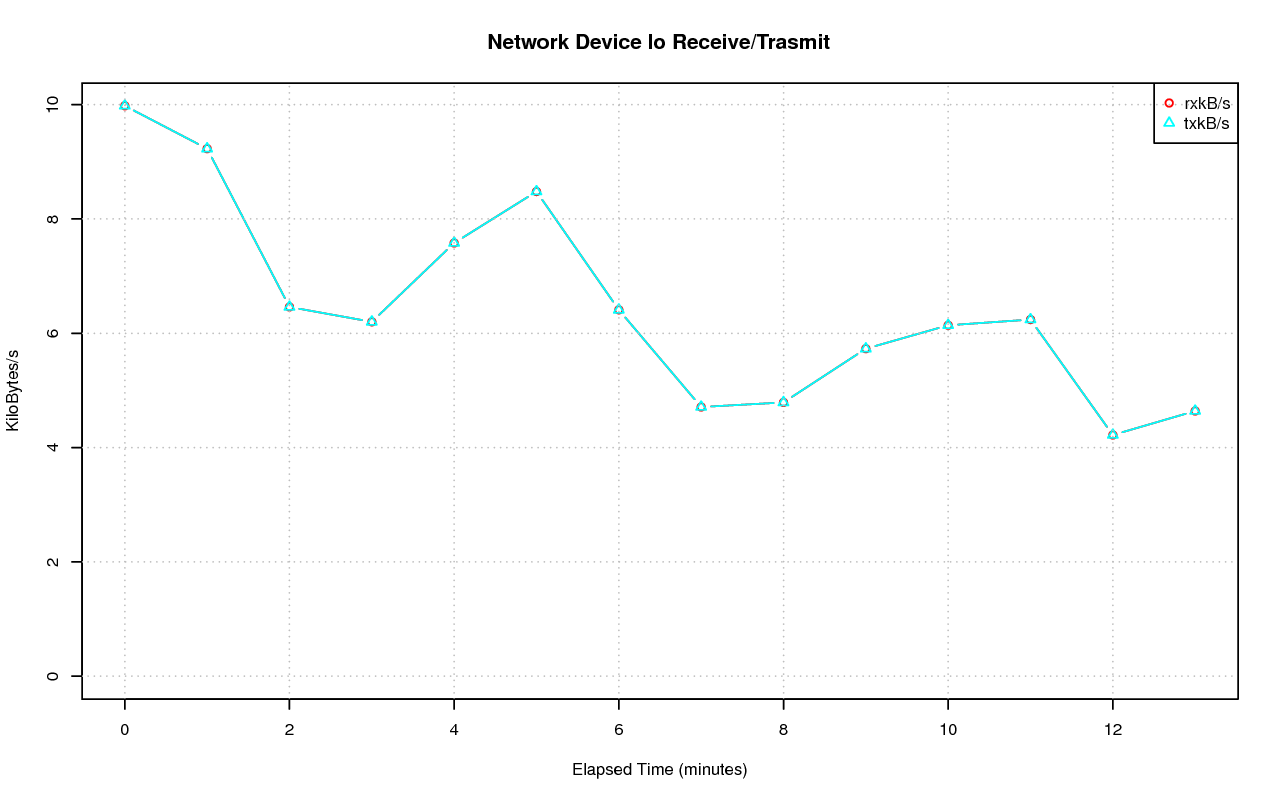 Network Device lo Receive/Trasmit
rxkB/s
txkB/s
10
8
6
4
2
0
KiloBytes/s
0 2 4 6 8 10 12
Elapsed Time (minutes)